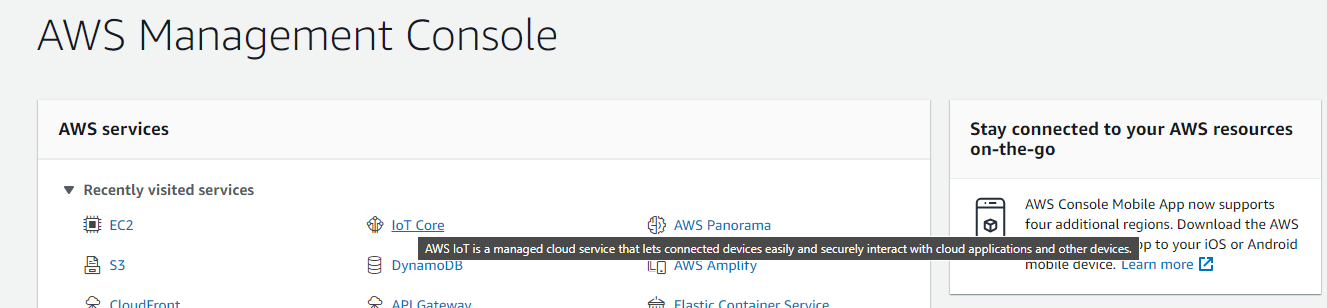 AWS Management Console
AWS services
Recently visited services
EC2
IoT Core
AWS Panorama
AWS IoT is a managed cloud service that lets connected devices easily and securely interact with cloud applications and other devices.
S3
DynamoDB
AWS Amplify
CloudFront
API Gateway
Elastic Container Service
Stay connected to your AWS resources
on-the-go
AWS Console Mobile App now supports
four additional regions. Download the AWS
to your iOS or Android
mobile device. Learn more